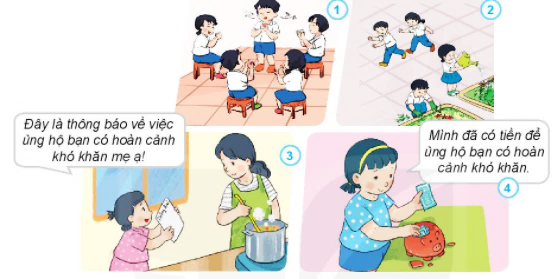 1
2
Đây là thông báo về việc
ủng hộ bạn có hoàn cảnh
khó khăn mẹ ạ!
3
Mình đã có tiền để
ủng hộ bạn có hoàn
cảnh khó khăn.
4